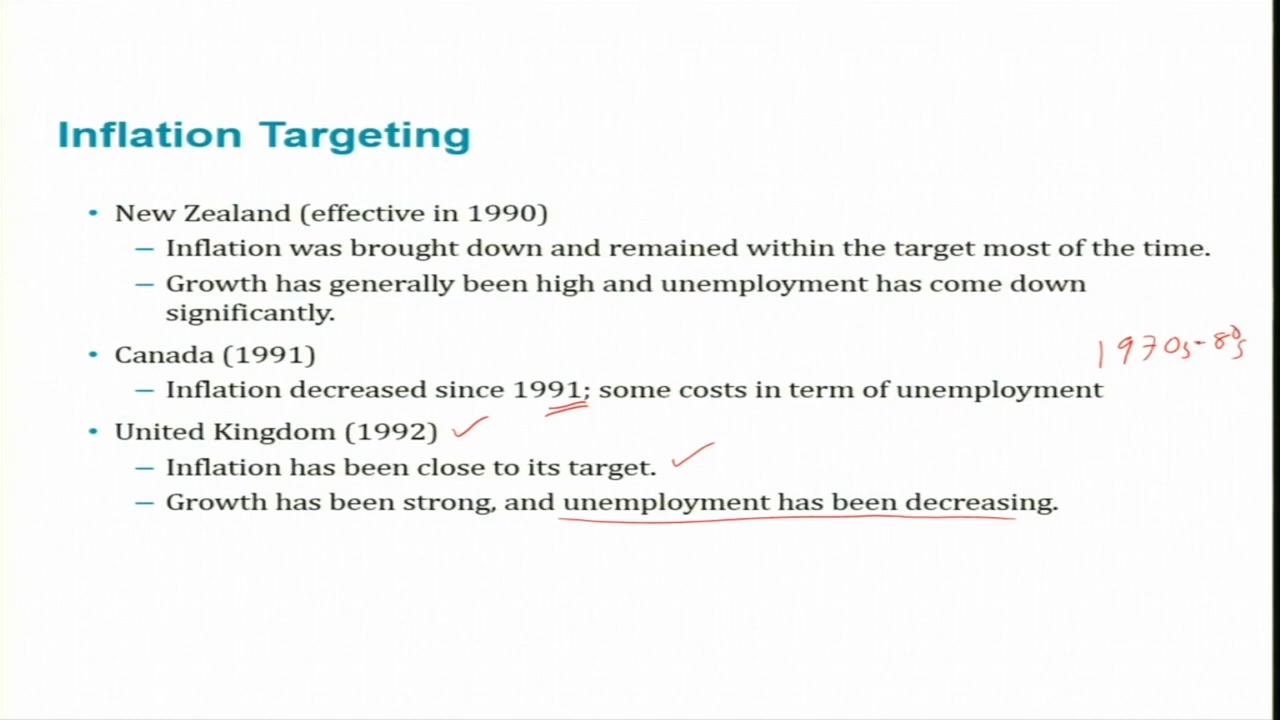 Inflation Targeting
• New Zealand (effective in 1990)
– Inflation was brought down and remained within the target most of the time.
– Growth has generally been high and unemployment has come down
significantly.
• Canada (1991)
1970s-80s
– Inflation decreased since 1991; some costs in term of unemployment
• United Kingdom (1992)
– Inflation has been close to its target.
– Growth has been strong, and unemployment has been decreasing.